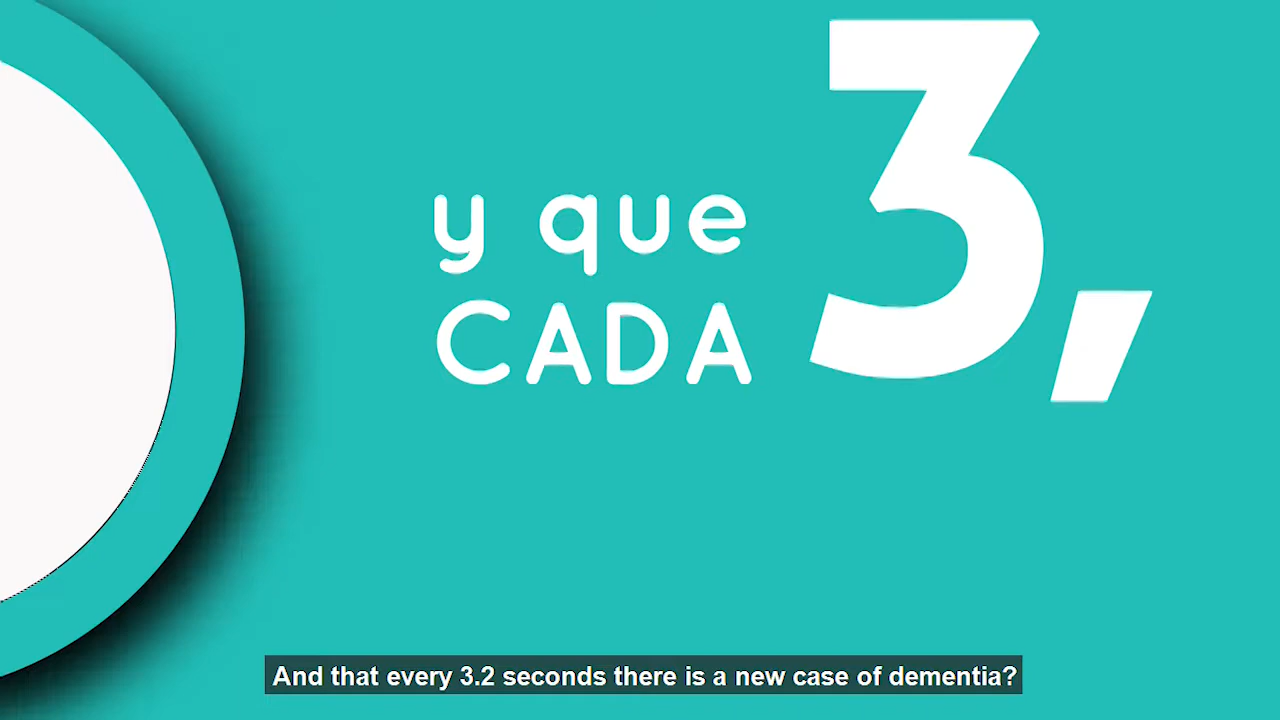 y que
CADA
3,
And that every 3.2 seconds there is a new case of dementia?